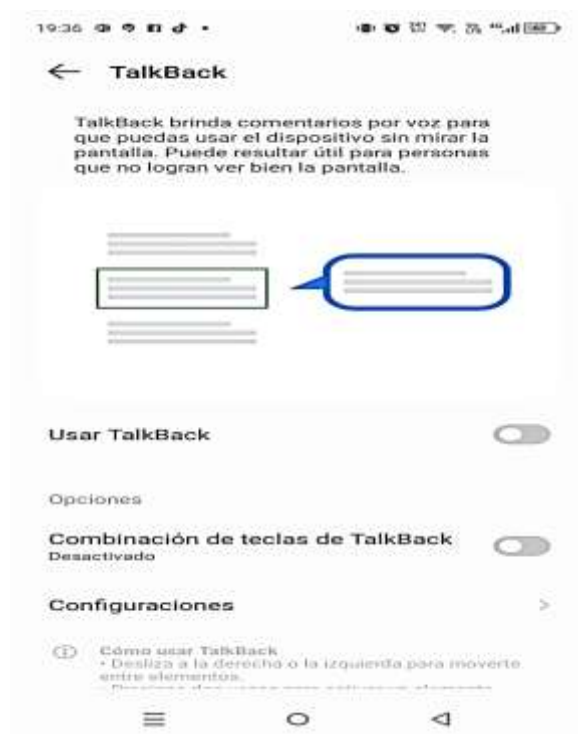 19:36
TalkBack
TalkBack brinda comentarios por voz para
que puedas usar el dispositivo sin mirar la
pantalla. Puede resultar útil para personas
que no logran ver bien la pantalla.
Usar TalkBack
Opciones
Combinación de teclas de TalkBack
Desactivado
Configuraciones
Cómo usar TalkBack
• Desliza a la derecha o la izquierda para moverte
entre elementos.